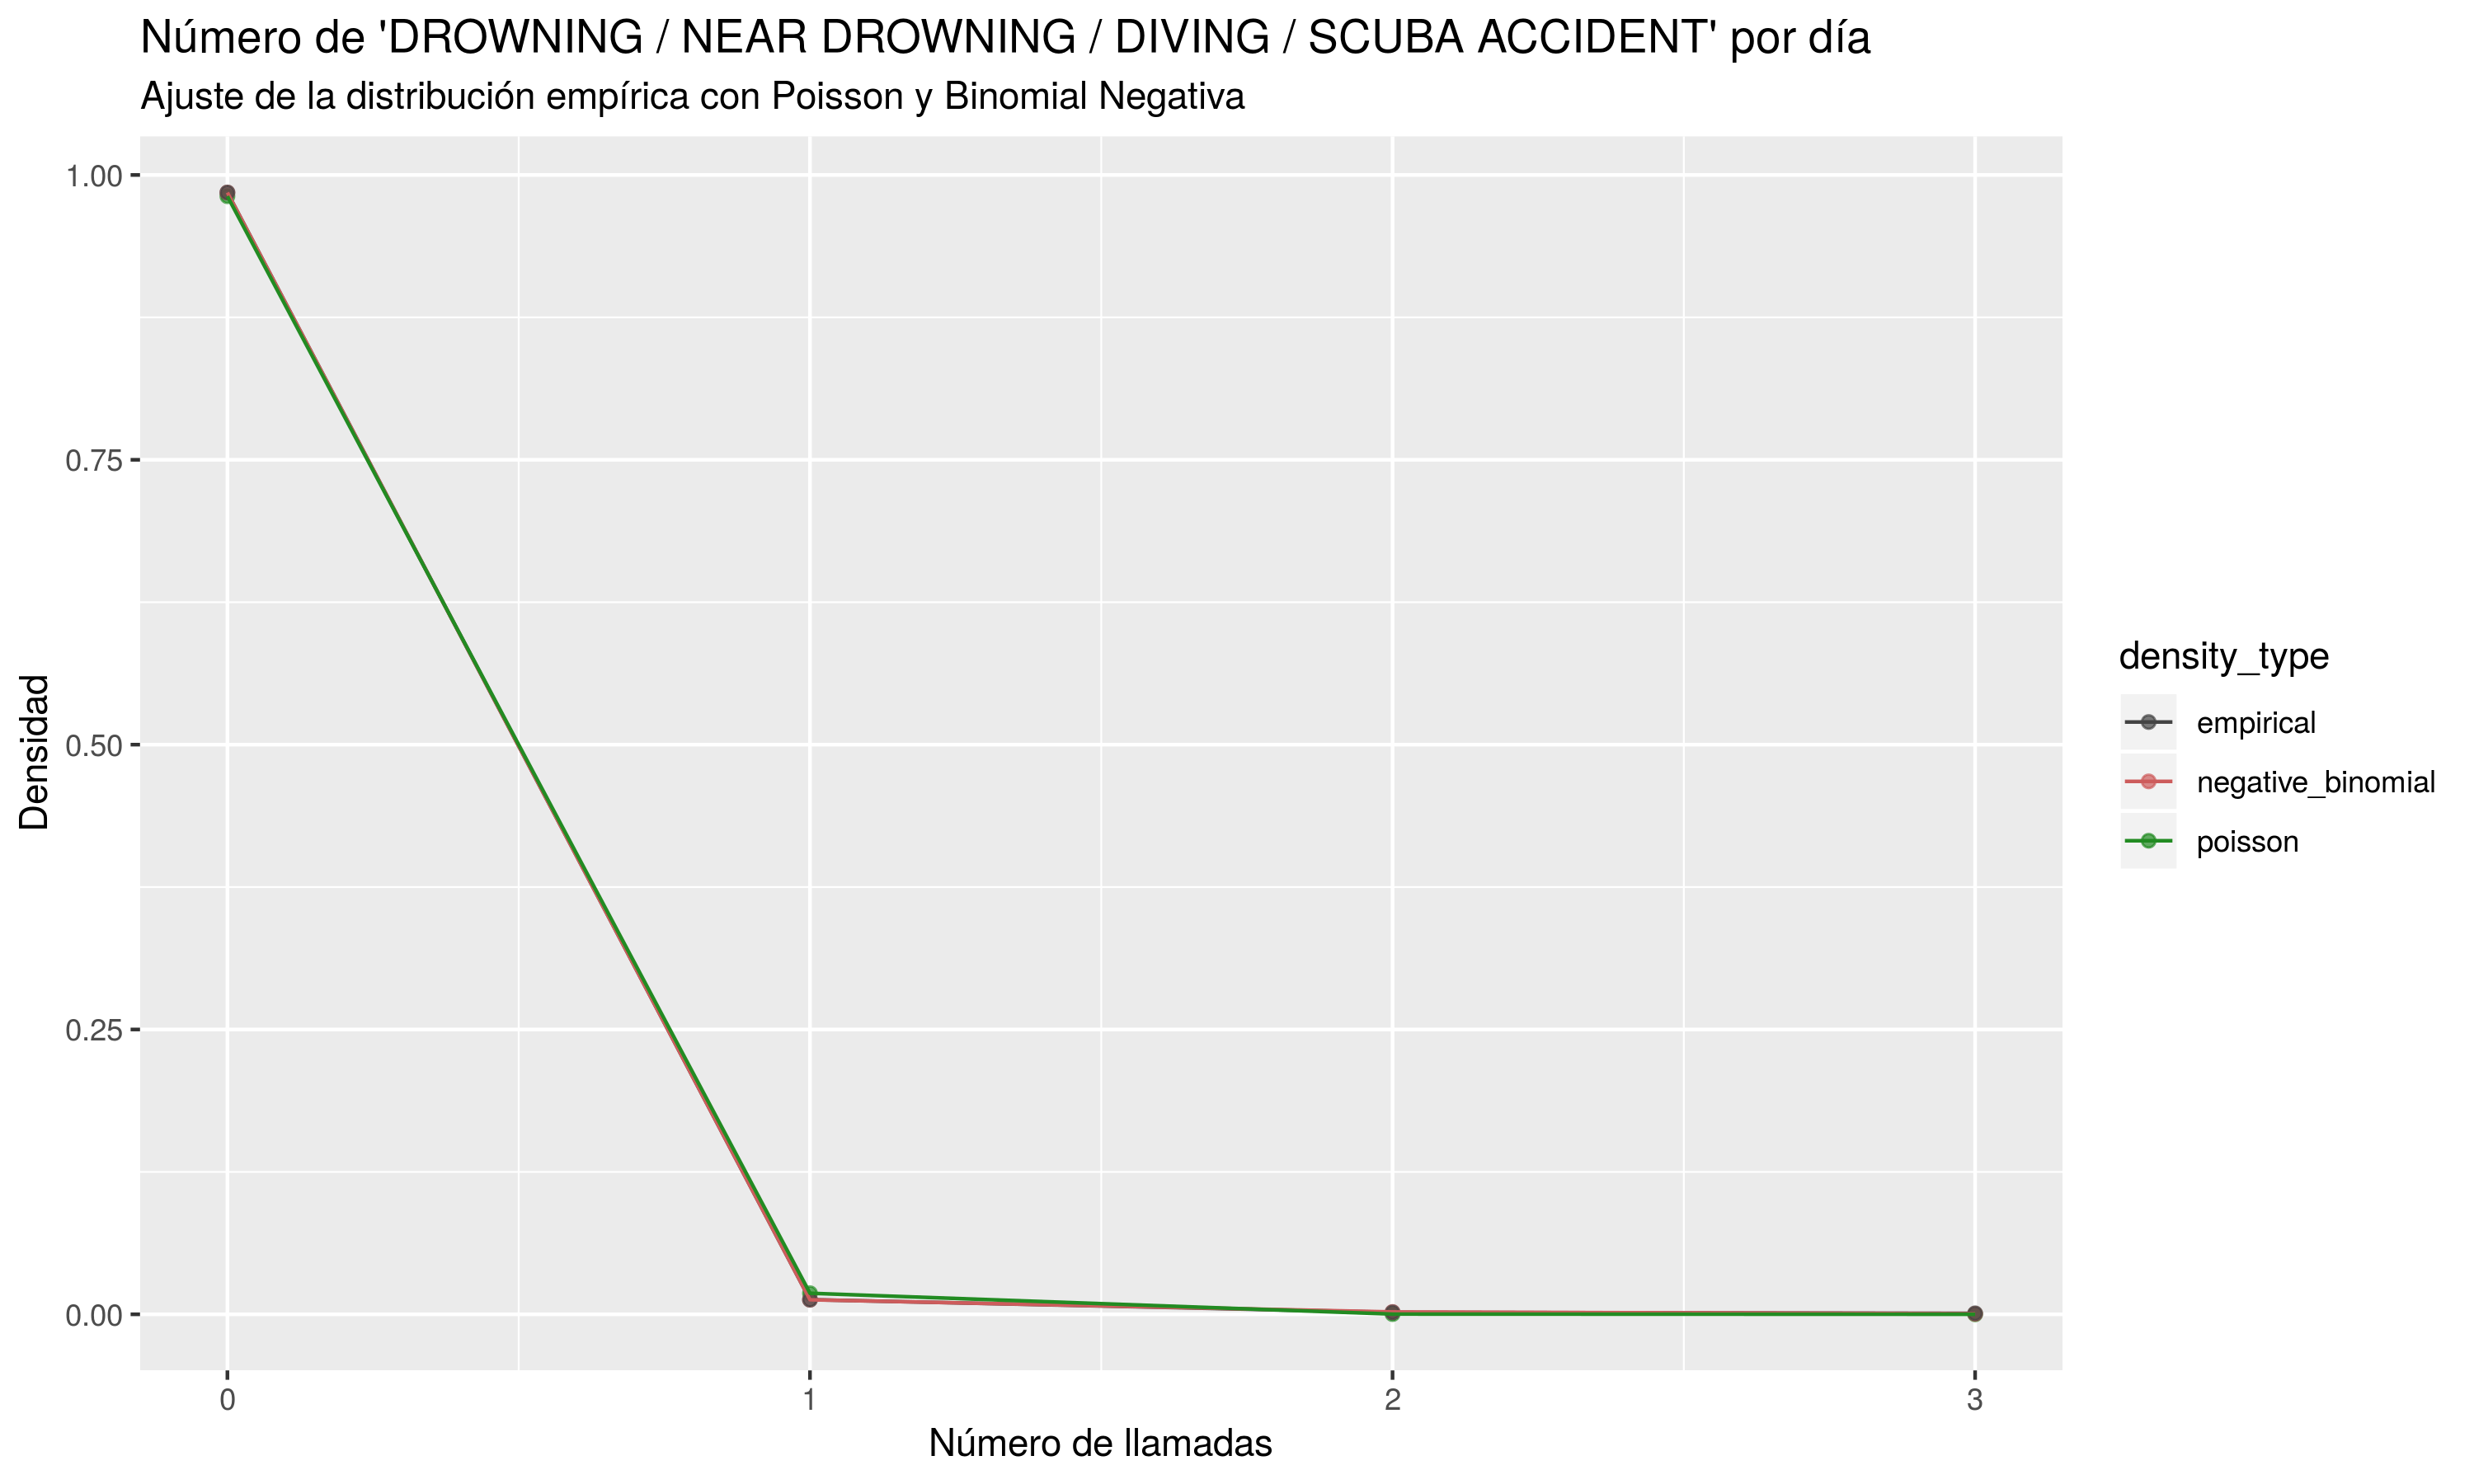 Número de 'DROWNING / NEAR DROWNING / DIVING / SCUBA ACCIDENT' por día
Ajuste de la distribución empírica con Poisson y Binomial Negativa
1.00
0.75
0.50
0.25
0.00
Densidad
0
1
2
3
Número de llamadas
density_type
empirical
negative_binomial
poisson